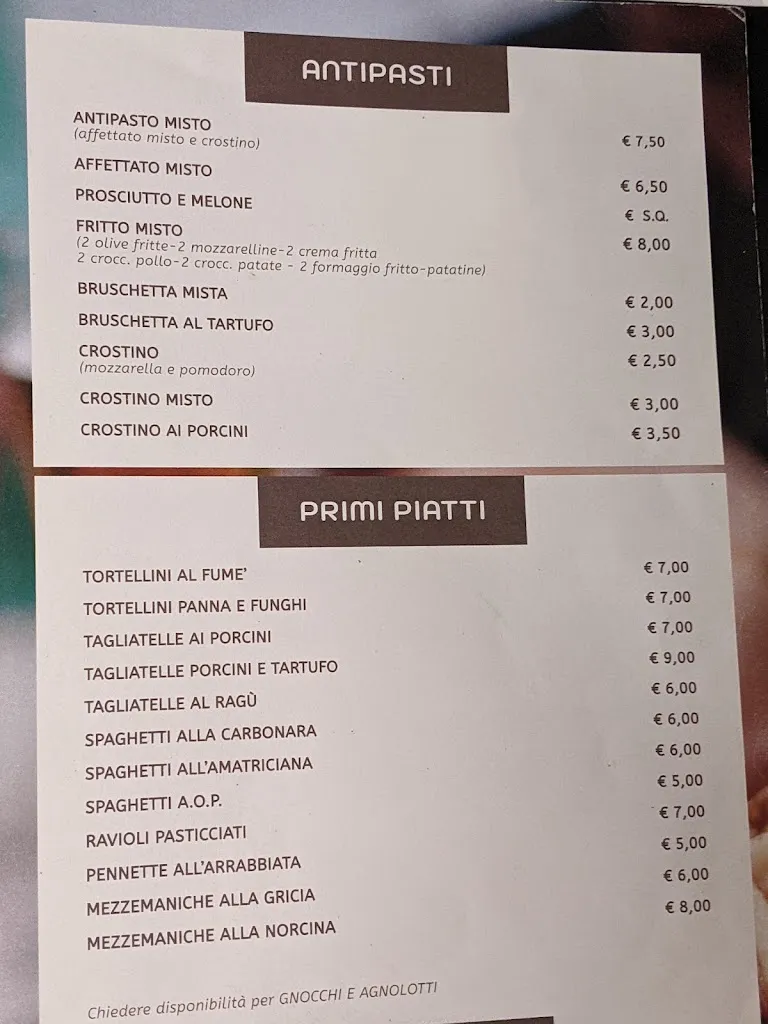 ANTIPASTI
ANTIPASTO MISTO € 7,50
(affettato misto e crostino)
AFFETTATO MISTO € 6,50
PROSCIUTTO E MELONE € S.Q.
FRITTO MISTO € 8,00
(2 olive fritte-2 mozzarelline-2 crema fritta
2 crocc. pollo-2 crocc. patate - 2 formaggio fritto-patatine)
BRUSCHETTA MISTA € 2,00
BRUSCHETTA AL TARTUFO € 3,00
CROSTINO € 2,50
(mozzarella e pomodoro)
CROSTINO MISTO € 3,00
CROSTINO AI PORCINI € 3,50
PRIMI PIATTI
TORTELLINI AL FUME' € 7,00
TORTELLINI PANNA E FUNGHI € 7,00
TAGLIATELLE AI PORCINI € 7,00
TAGLIATELLE PORCINI E TARTUFO € 9,00
TAGLIATELLE AL RAGÙ € 6,00
SPAGHETTI ALLA CARBONARA € 6,00
SPAGHETTI ALL'AMATRICIANA € 6,00
SPAGHETTI A.O.P. € 5,00
RAVIOLI PASTICCIATI € 7,00
PENNETTE ALL'ARRABBIATA € 5,00
MEZZEMANICHE ALLA GRICIA € 6,00
MEZZEMANICHE ALLA NORCINA € 8,00
Chiedere disponibilità per GNOCCHI E AGNOLOTTI